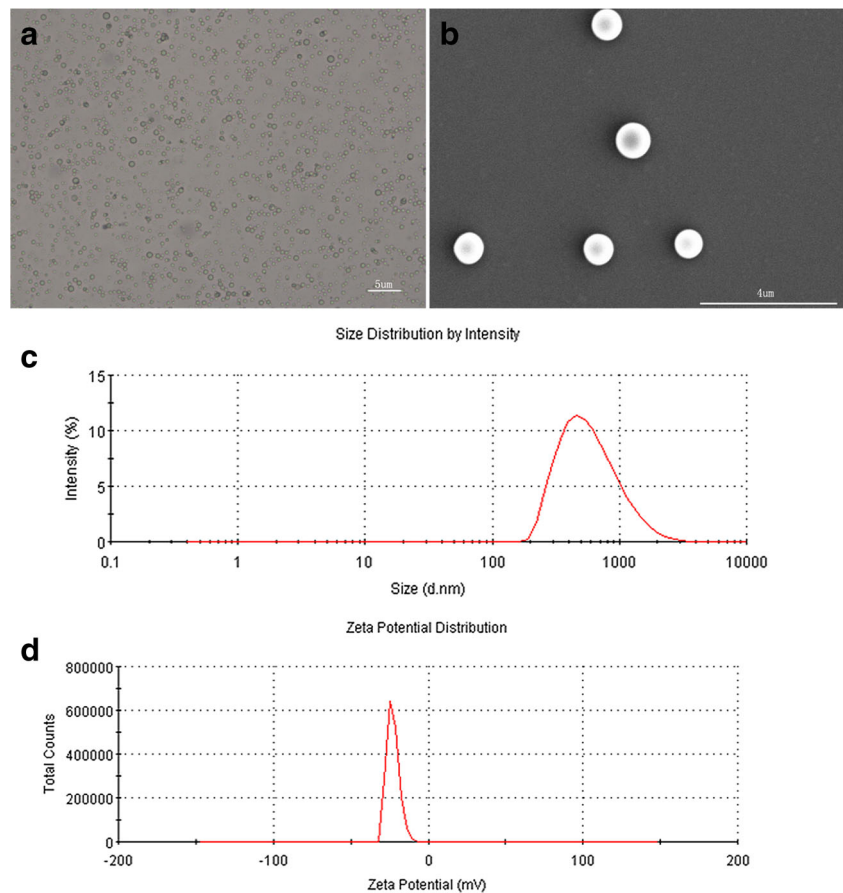 a
b
5um
4um
c
Size Distribution by Intensity
15
10
5
0
Intensity (%)
0.1 1 10 100 1000 10000
Size (d.nm)
d
Zeta Potential Distribution
800000
600000
400000
200000
0
Total Counts
-200 -100 0 100 200
Zeta Potential (mV)